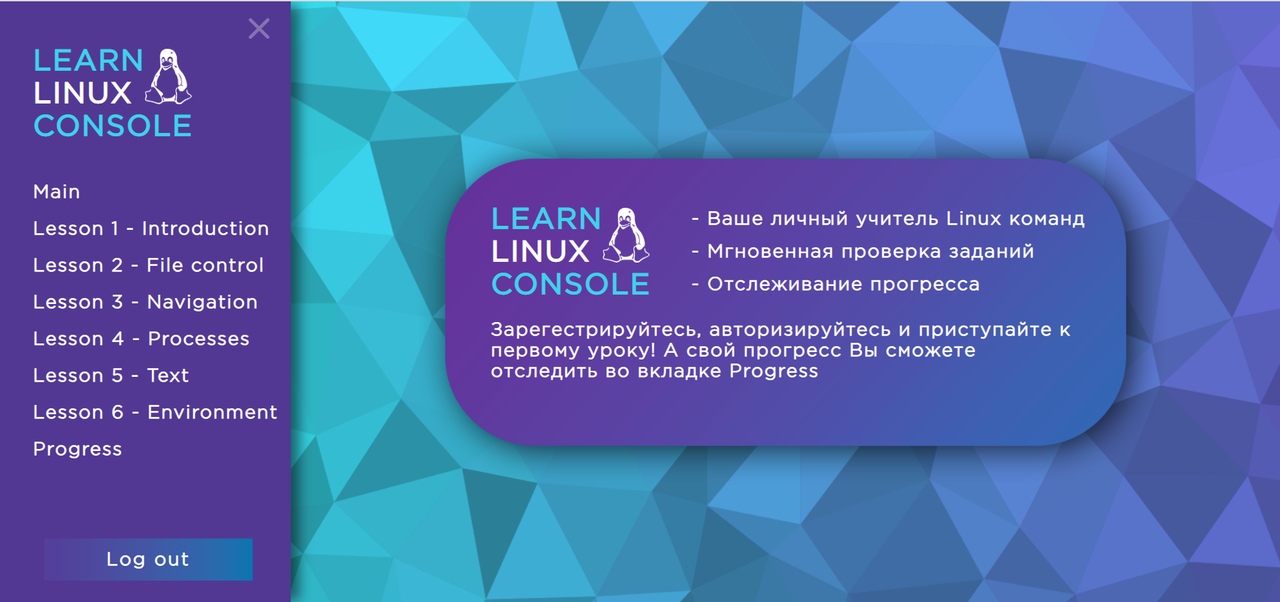 LEARN
LINUX
CONSOLE
Main
Lesson 1 - Introduction
Lesson 2 - File control
Lesson 3 - Navigation
Lesson 4 - Processes
Lesson 5 - Text
Lesson 6 - Environment
Progress
Log out
LEARN
LINUX
CONSOLE
- Ваше личный учитель Linux команд
- Мгновенная проверка заданий
- Отслеживание прогресса
Зарегестрируйтесь, авторизируйтесь и приступайте к
первому уроку! А свой прогресс Вы сможете
отследить во вкладке Progress